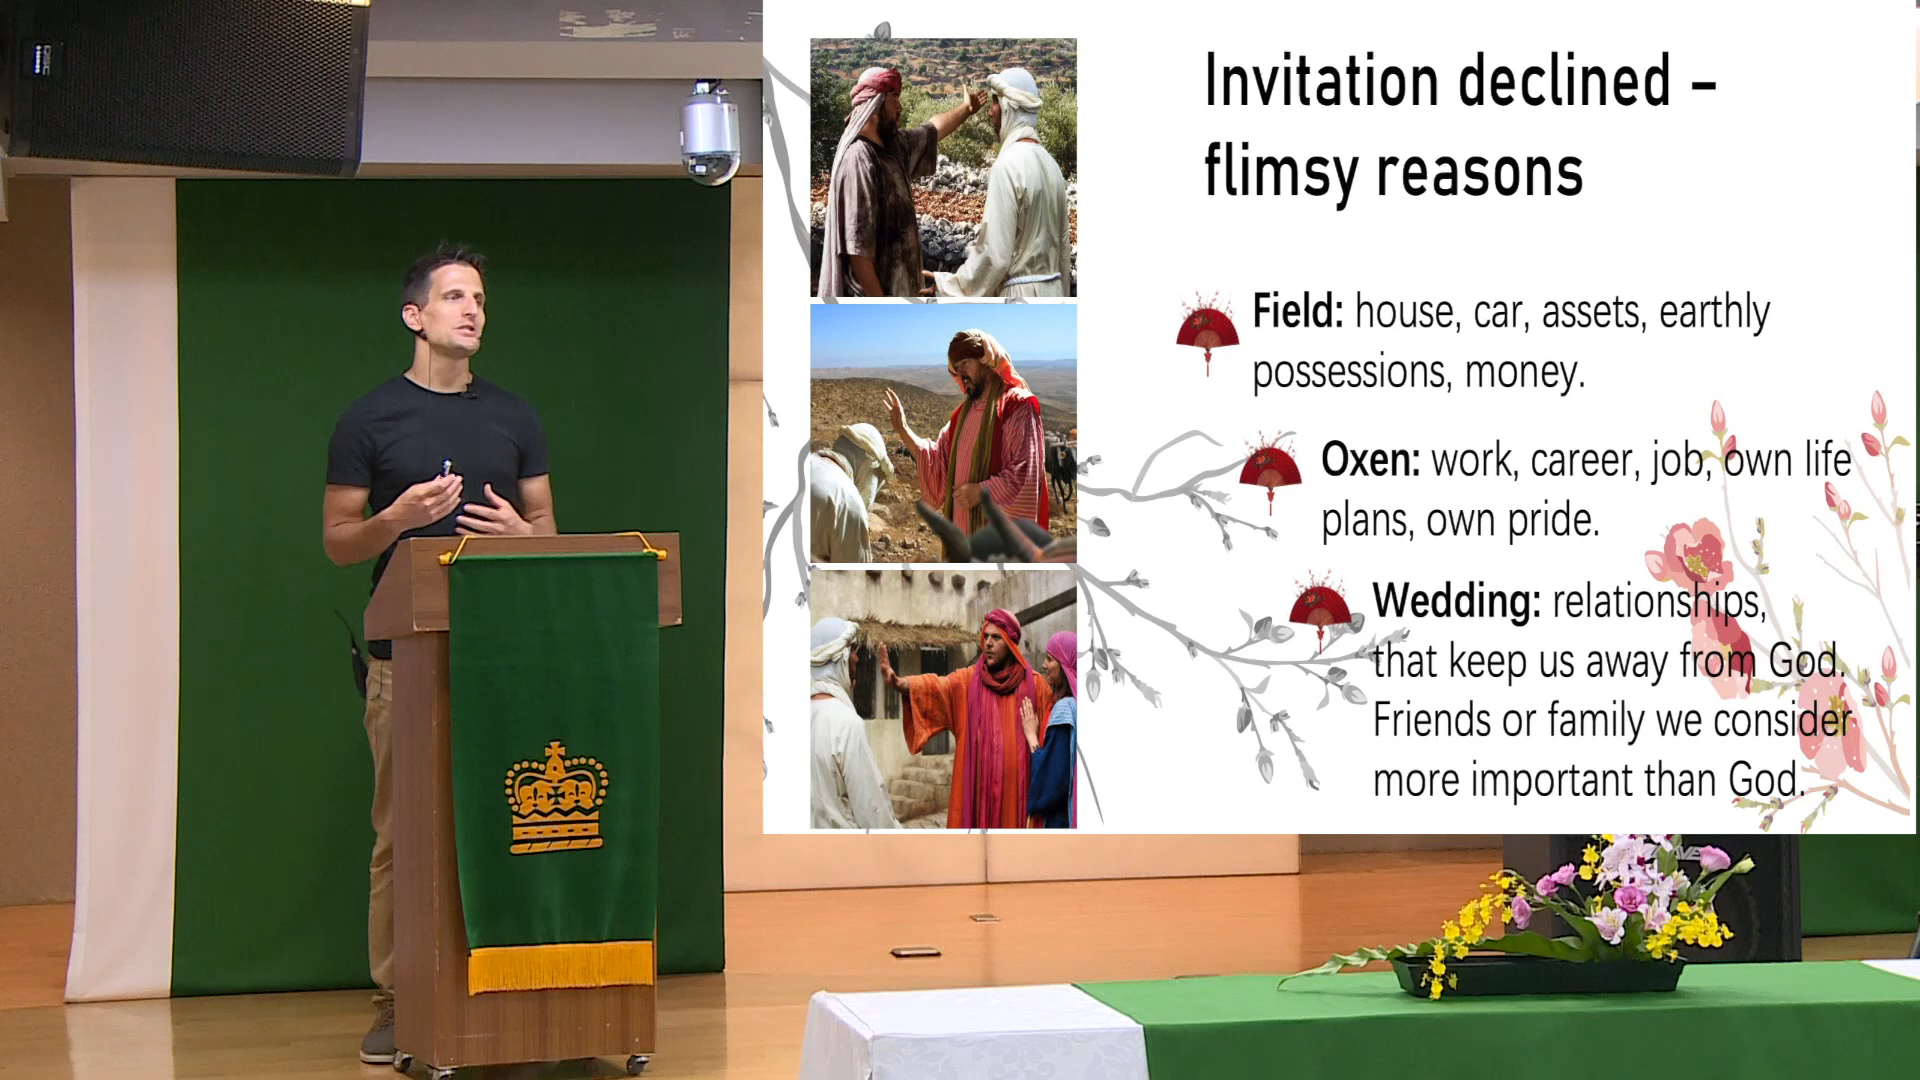 Invitation declined –
flimsy reasons
Field: house, car, assets, earthly
possessions, money.
Oxen: work, career, job, own life
plans, own pride.
Wedding: relationships,
that keep us away from God.
Friends or family we consider
more important than God.